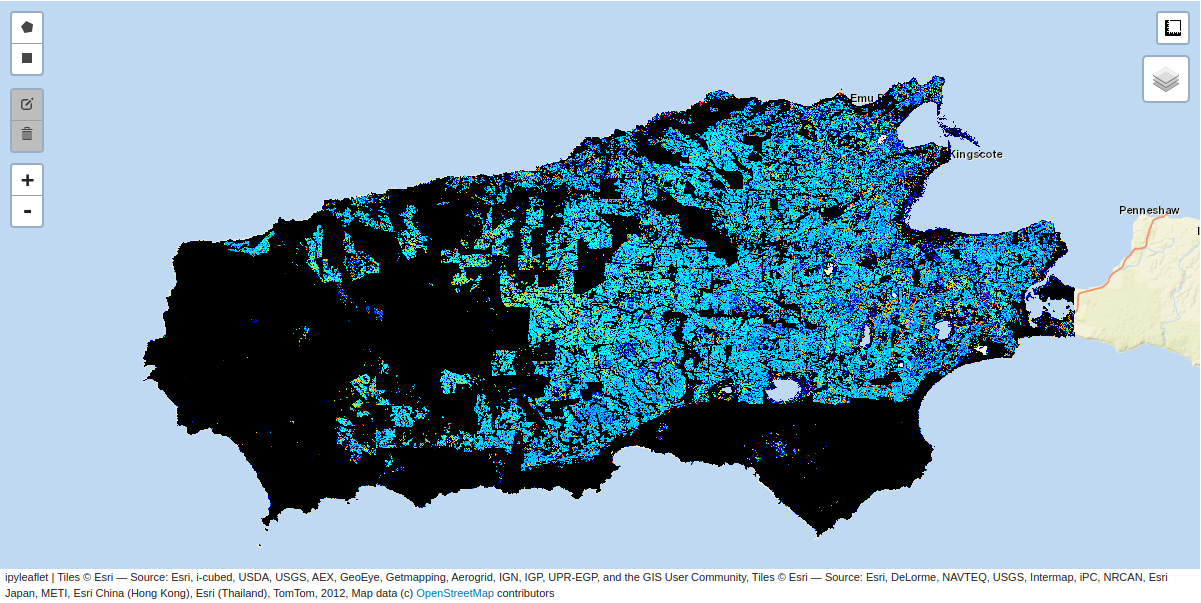 +
-
Emu
Kingscote
Penneshaw
ipyleaflet | Tiles © Esri — Source: Esri, i-cubed, USDA, USGS, AEX, GeoEye, Getmapping, Aerogrid, IGN, IGP, UPR-EGP, and the GIS User Community, Tiles © Esri — Source: Esri, DeLorme, NAVTEQ, USGS, Intermap, iPC, NRCAN, Esri
Japan, METI, Esri China (Hong Kong), Esri (Thailand), TomTom, 2012, Map data (c) OpenStreetMap contributors